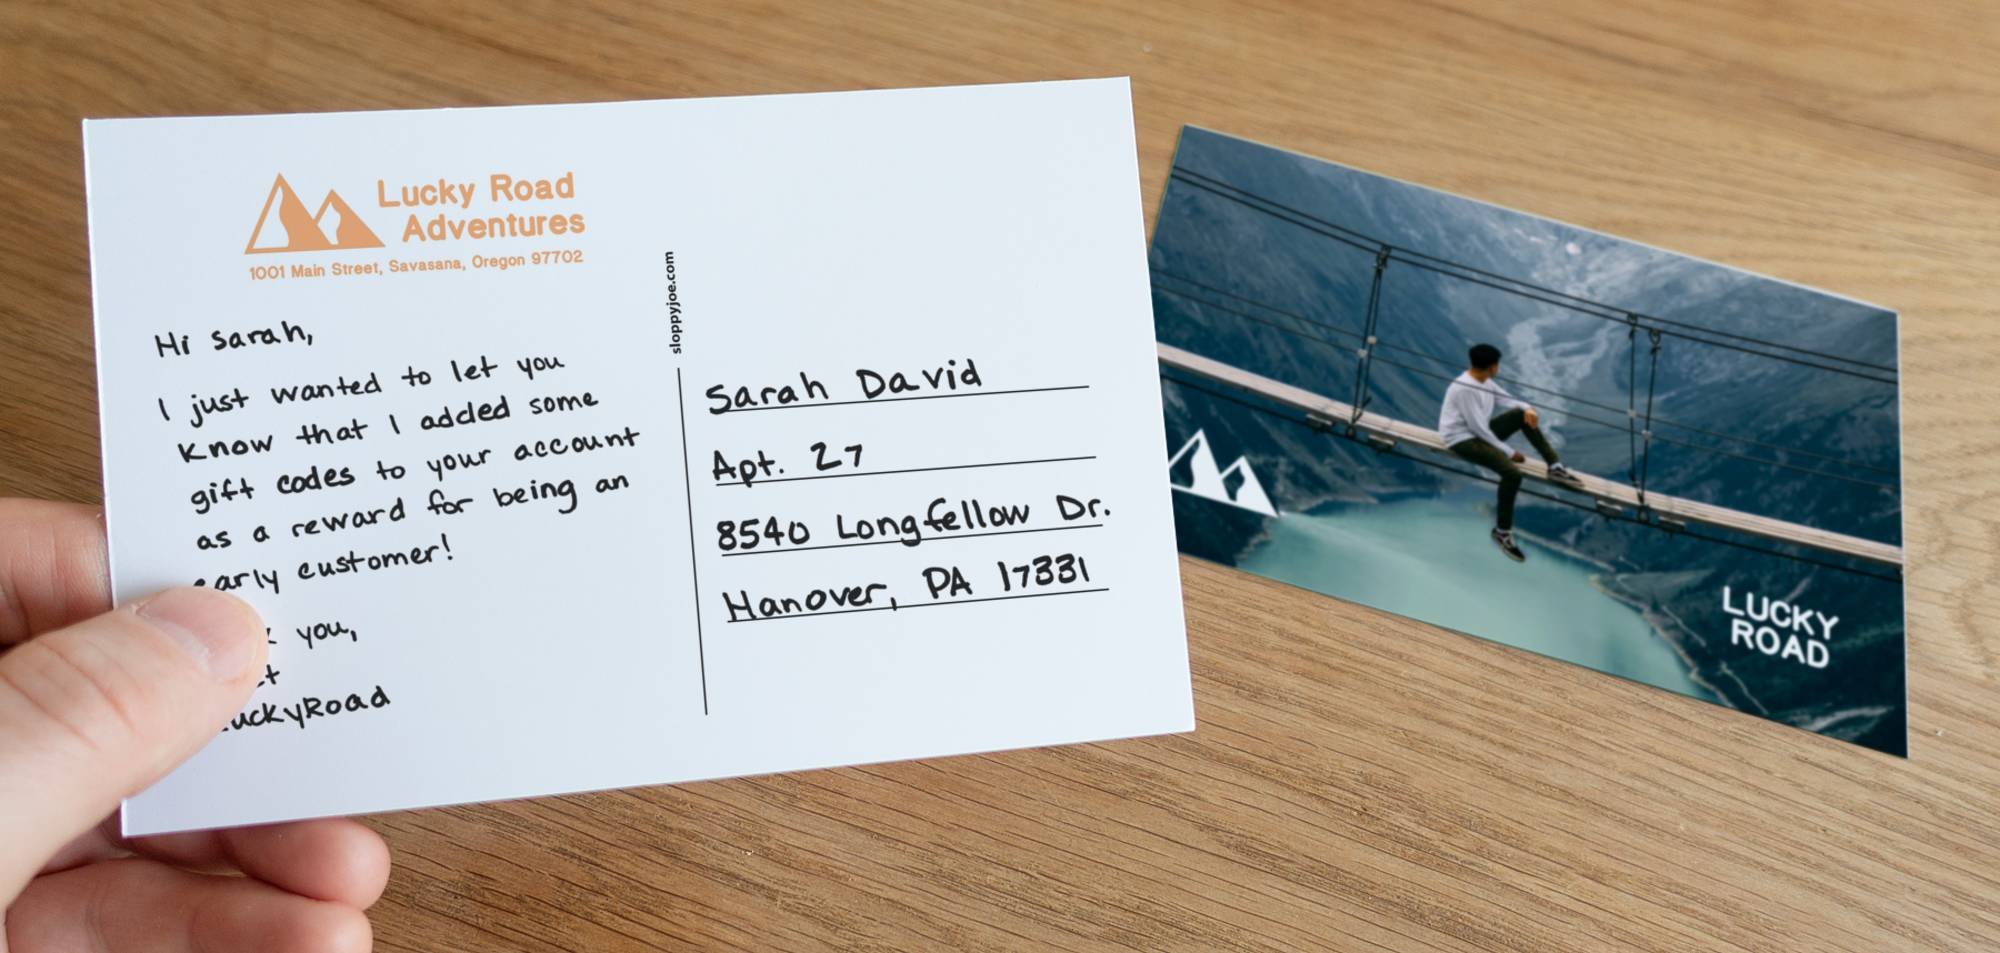 Lucky Road
Adventures
1001 Main Street, Savasana, Oregon 97702
Hi sarah,
I just wanted to let you
Know that I added some
gift codes to your account
as a reward for being an
early customer!
you,
LuckyRoad
sloppyjoe.com
Sarah David
Apt. 27
8540 Longfellow Dr.
Hanover, PA 17331
LUCKY
ROAD